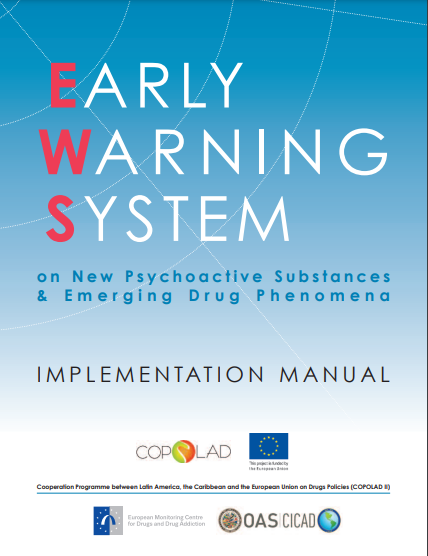 EARLY
WARNING
SYSTEM
on New Psychoactive Substances
& Emerging Drug Phenomena
IMPLEMENTATION MANUAL
COPOLAD
This project is funded by
the European Union
Cooperation Programme between Latin America, the Caribbean and the European Union on Drugs Policies (COPOLAD II)
European Monitoring Centre
for Drugs and Drug Addiction
OAS CICAD